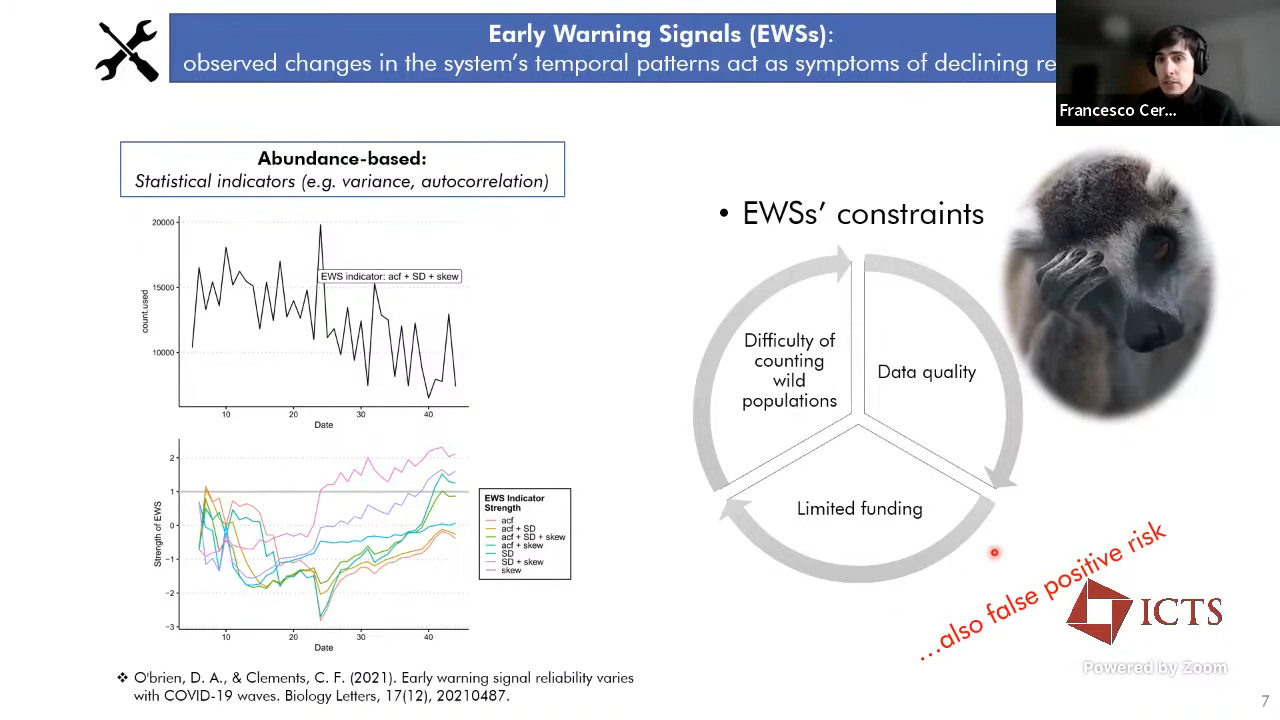 Early Warning Signals (EWSs):
observed changes in the system's temporal patterns act as symptoms of declining re
Francesco Cer...
Abundance-based:
Statistical indicators (e.g. variance, autocorrelation)
20000
15000
10000
count.used
EWS indicator: acf + SD + skew
10
20
30
40
Date
2
1
0
−1
−2
−3
Strength of EWS
10
20
30
40
Date
EWS Indicator
Strength
acf
acf + SD
acf + SD + skew
acf + skew
SD
SD + skew
skew
❖ O'brien, D. A., & Clements, C. F. (2021). Early warning signal reliability varies
with COVID-19 waves. Biology Letters, 17(12), 20210487.
• EWSs' constraints
Difficulty of
counting
wild
populations
Data quality
Limited funding
...also false positive risk
ICTS
Powered by Zoom
7